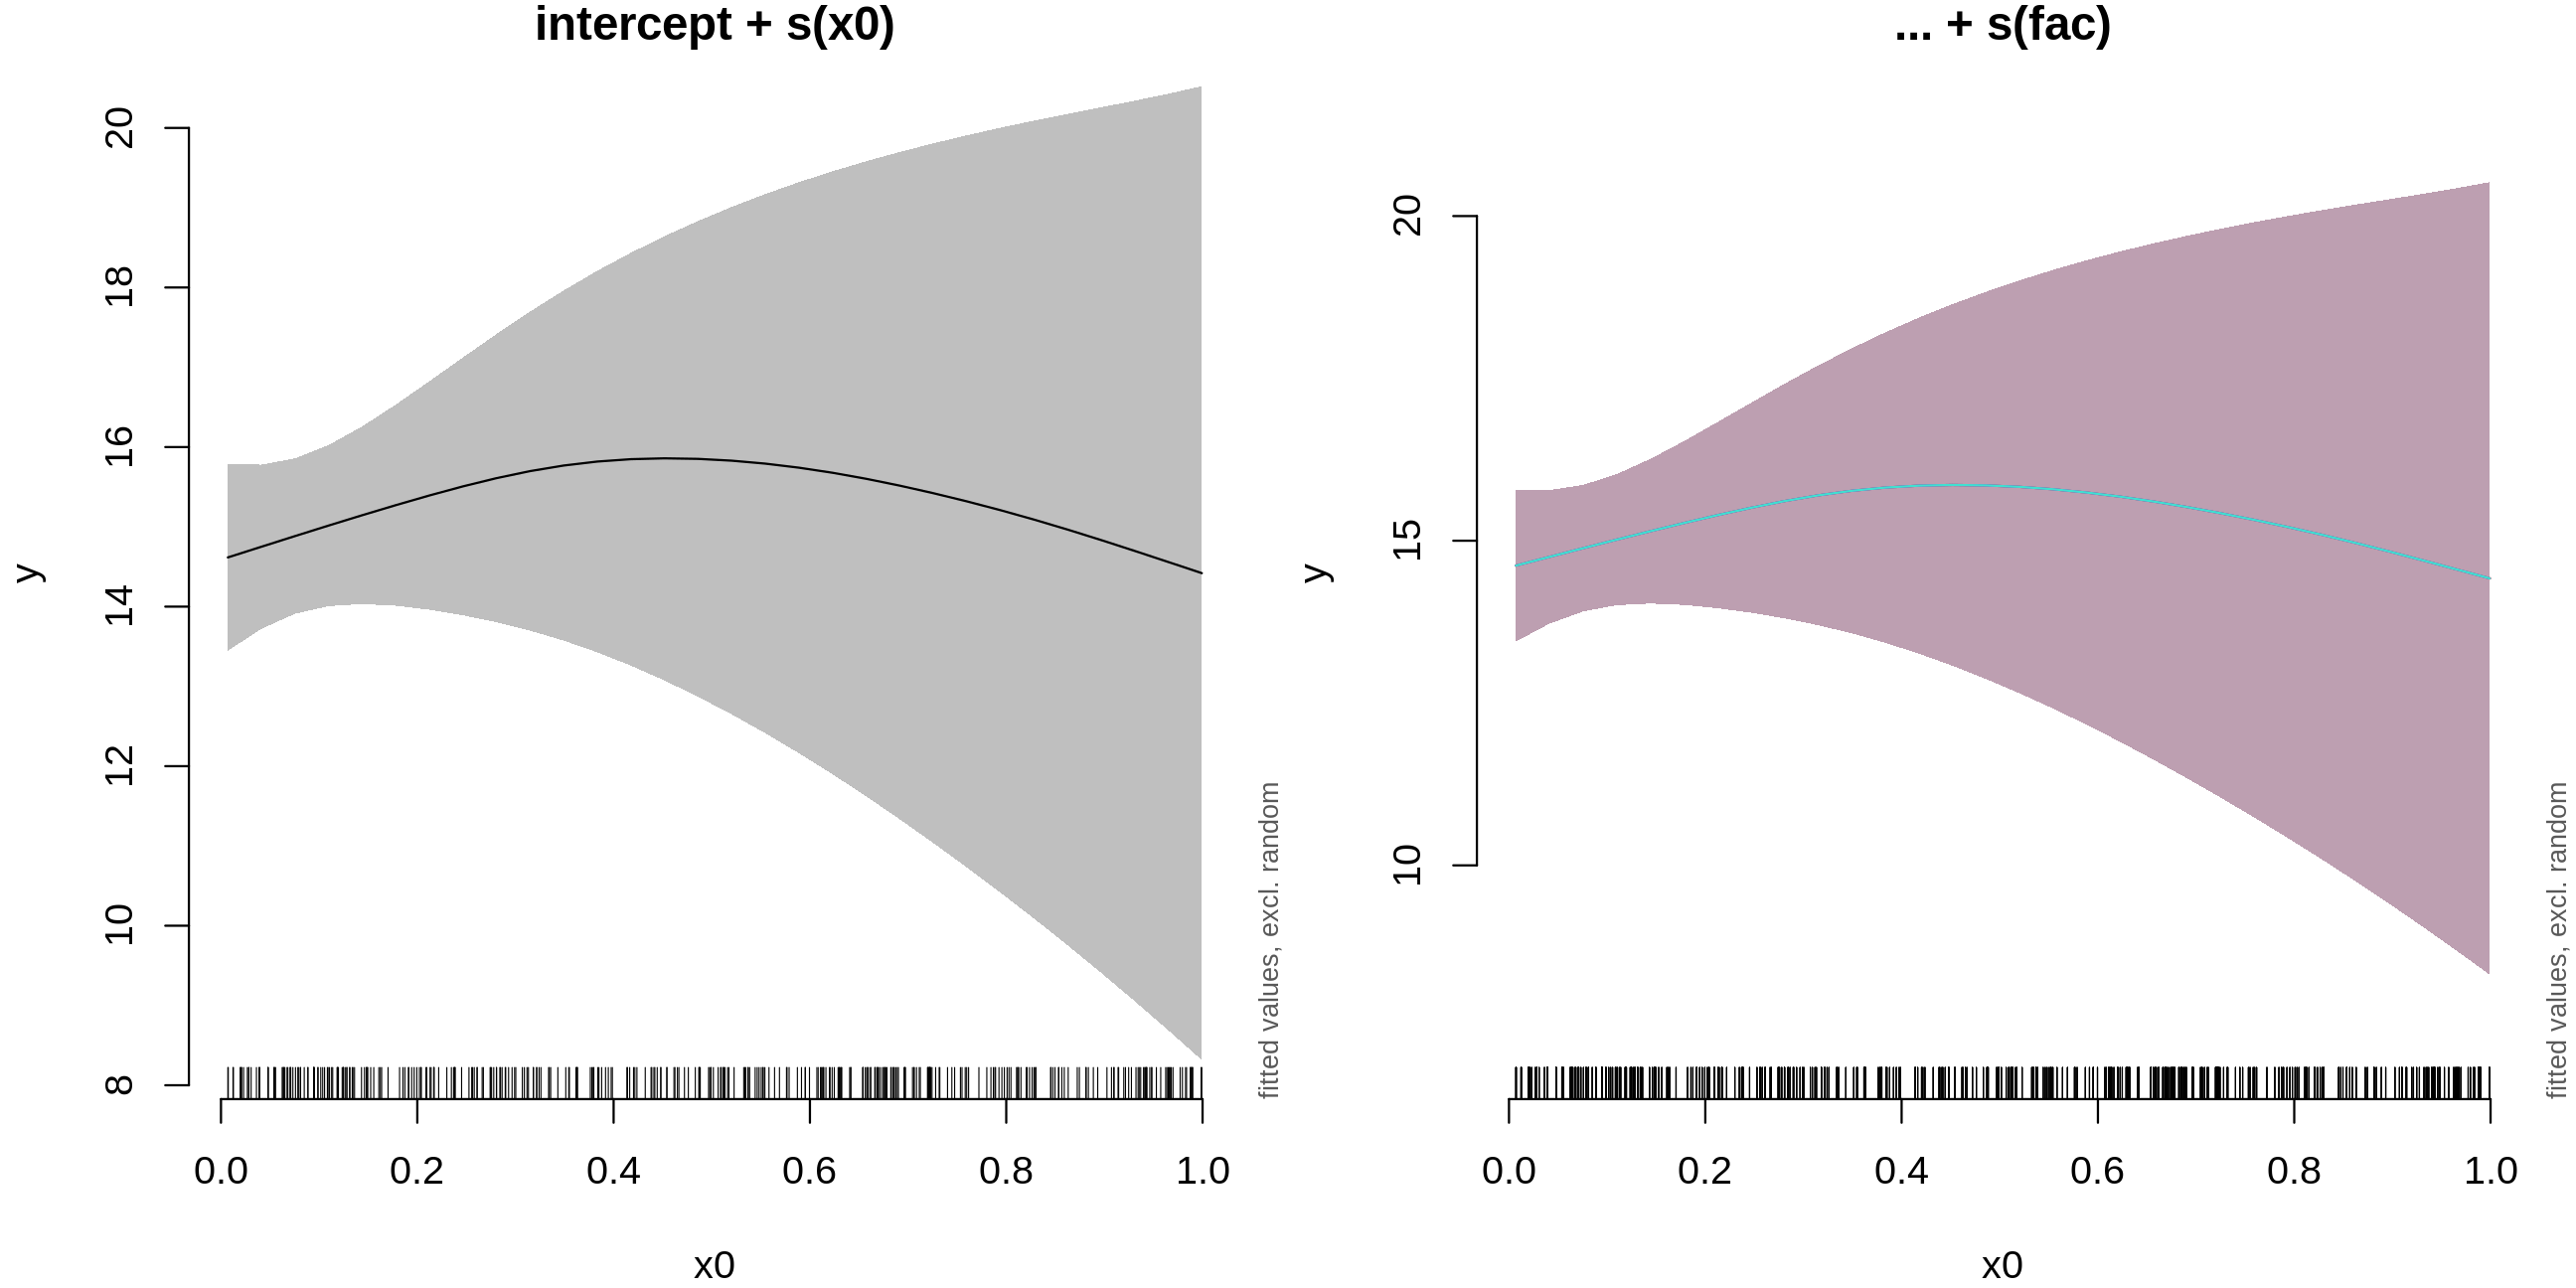 intercept + s(x0)
y
20
18
16
14
12
10
8
0.0 0.2 0.4 0.6 0.8 1.0
x0
fitted values, excl. random
... + s(fac)
y
20
15
10
0.0 0.2 0.4 0.6 0.8 1.0
x0
fitted values, excl. random